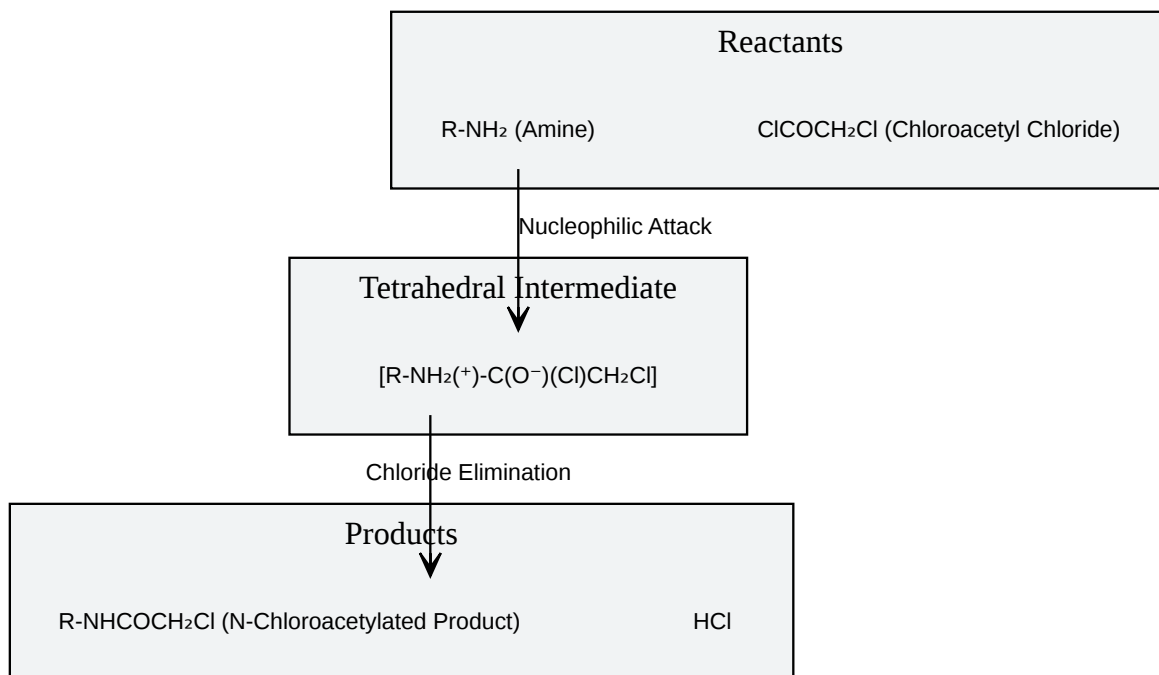 Reactants
R-NH₂ (Amine) ClCOCH₂Cl (Chloroacetyl Chloride)
Nucleophilic Attack
Tetrahedral Intermediate
[R-NH₂(⁺)-C(O⁻)(Cl)CH₂Cl]
Chloride Elimination
Products
R-NHCOCH₂Cl (N-Chloroacetylated Product) HCl